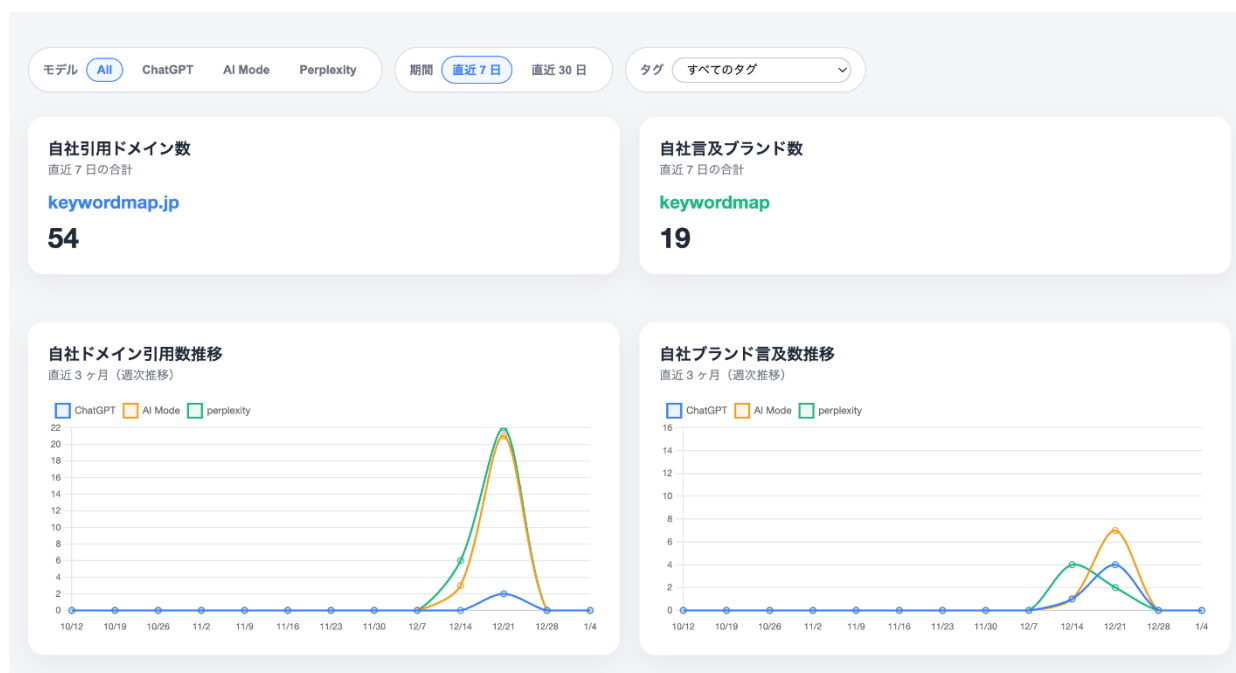 モデル All ChatGPT AI Mode Perplexity 期間 直近 7 日 直近 30 日 タグ すべてのタグ
自社引用ドメイン数
直近 7 日の合計
keywordmap.jp
54
自社言及ブランド数
直近 7 日の合計
keywordmap
19
自社ドメイン引用数推移
直近 3 ヶ月（週次推移）
ChatGPT AI Mode perplexity
22
20
18
16
14
12
10
8
6
4
2
0
10/12 10/19 10/26 11/2 11/9 11/16 11/23 11/30 12/7 12/14 12/21 12/28 1/4
自社ブランド言及数推移
直近 3 ヶ月（週次推移）
ChatGPT AI Mode perplexity
16
14
12
10
8
6
4
2
0
10/12 10/19 10/26 11/2 11/9 11/16 11/23 11/30 12/7 12/14 12/21 12/28 1/4